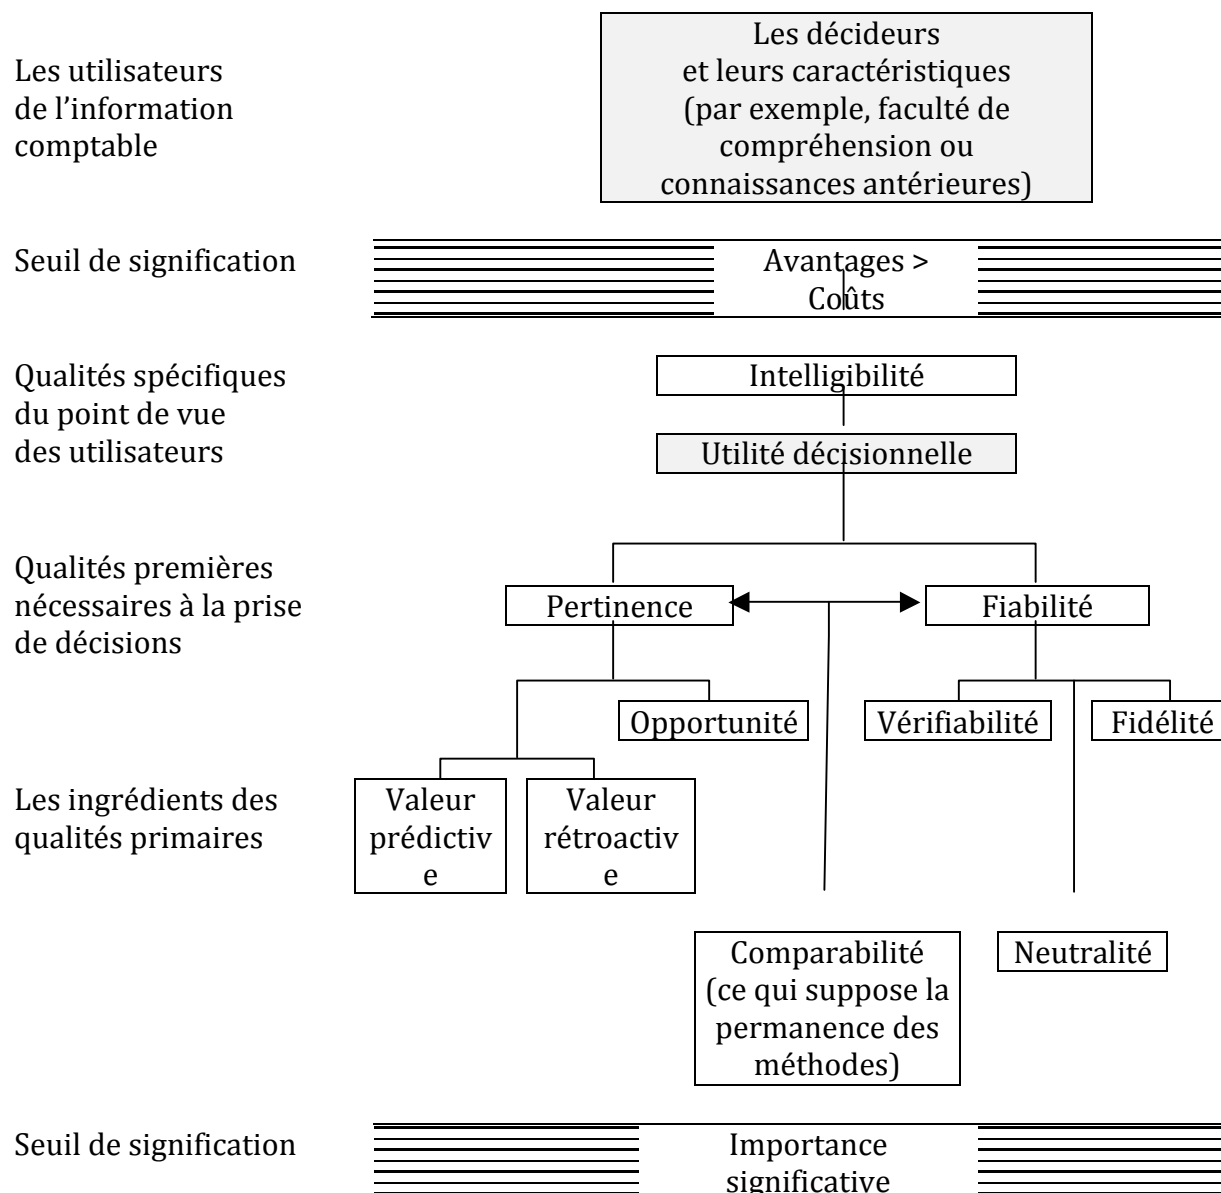 Les utilisateurs
de l’information
comptable
Les décideurs
et leurs caractéristiques
(par exemple, faculté de
compréhension ou
connaissances antérieures)
Seuil de signification
Avantages >
Coûts
Qualités spécifiques
du point de vue
des utilisateurs
Intelligibilité
Utilité décisionnelle
Qualités premières
nécessaires à la prise
de décisions
Pertinence
Fiabilité
Opportunité
Vérifiabilité
Fidélité
Les ingrédients des
qualités primaires
Valeur
prédictiv
e
Valeur
rétroactiv
e
Comparabilité
(ce qui suppose la
permanence des
méthodes)
Neutralité
Seuil de signification
Importance
significative